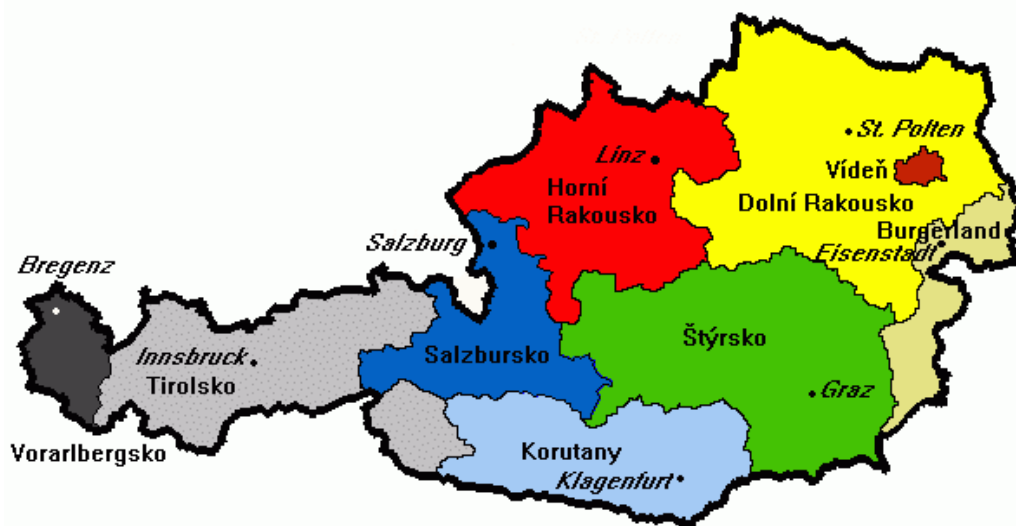 St. Polten
Linz
Vídeň
Horní
Rakousko
Dolní Rakousko
Burgerland
Salzburg
Eisenstadt
Bregenz
Štýrsko
Innsbruck
Salzbursko
Tirolsko
Graz
Vorarlbergsko
Korutany
Klagenfurt